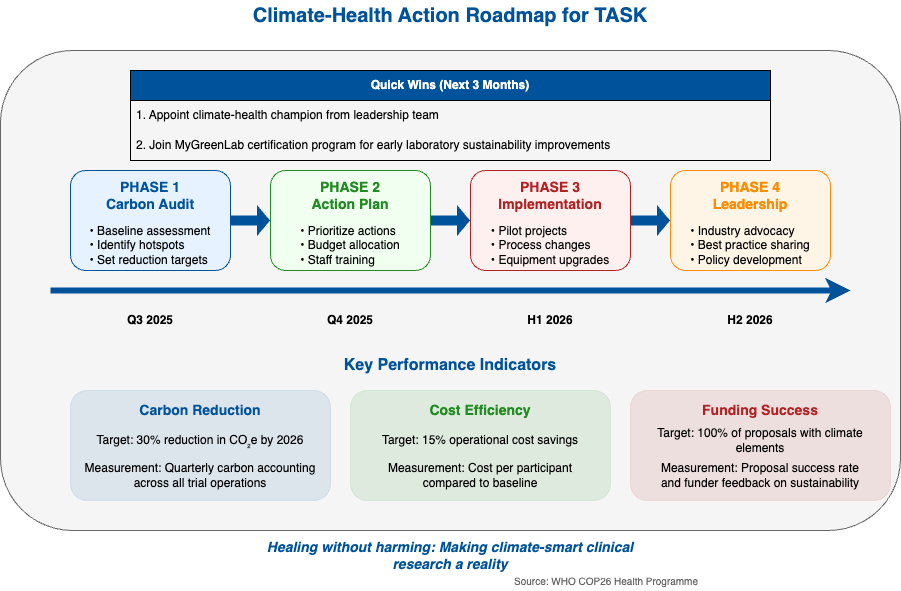 Climate-Health Action Roadmap for TASK
Quick Wins (Next 3 Months)
1. Appoint climate-health champion from leadership team
2. Join MyGreenLab certification program for early laboratory sustainability improvements
PHASE 1
Carbon Audit
• Baseline assessment
• Identify hotspots
• Set reduction targets
PHASE 2
Action Plan
• Prioritize actions
• Budget allocation
• Staff training
PHASE 3
Implementation
• Pilot projects
• Process changes
• Equipment upgrades
PHASE 4
Leadership
• Industry advocacy
• Best practice sharing
• Policy development
Q3 2025
Q4 2025
H1 2026
H2 2026
Key Performance Indicators
Carbon Reduction
Target: 30% reduction in CO₂e by 2026
Measurement: Quarterly carbon accounting
across all trial operations
Cost Efficiency
Target: 15% operational cost savings
Measurement: Cost per participant
compared to baseline
Funding Success
Target: 100% of proposals with climate
elements
Measurement: Proposal success rate
and funder feedback on sustainability
Healing without harming: Making climate-smart clinical
research a reality
Source: WHO COP26 Health Programme